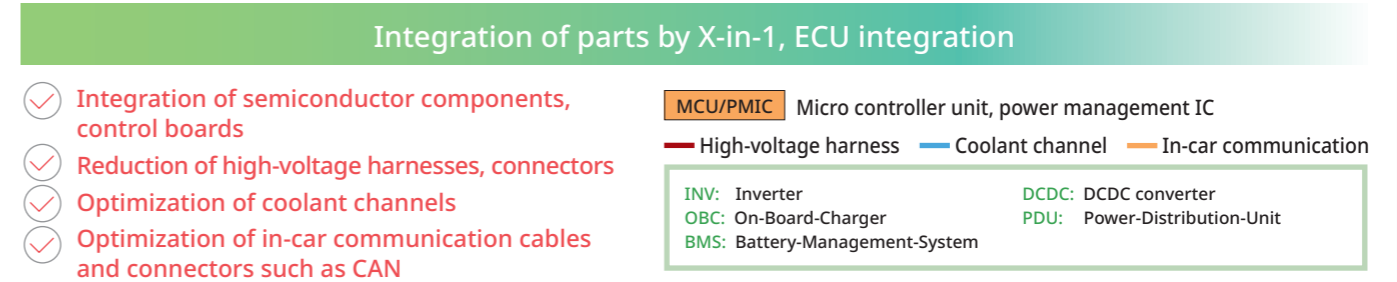 Integration of parts by X-in-1, ECU integration
Integration of semiconductor components,
control boards
Reduction of high-voltage harnesses, connectors
Optimization of coolant channels
Optimization of in-car communication cables
and connectors such as CAN
MCU/PMIC Micro controller unit, power management IC
High-voltage harness Coolant channel In-car communication
INV: Inverter
OBC: On-Board-Charger
BMS: Battery-Management-System
DCDC: DCDC converter
PDU: Power-Distribution-Unit